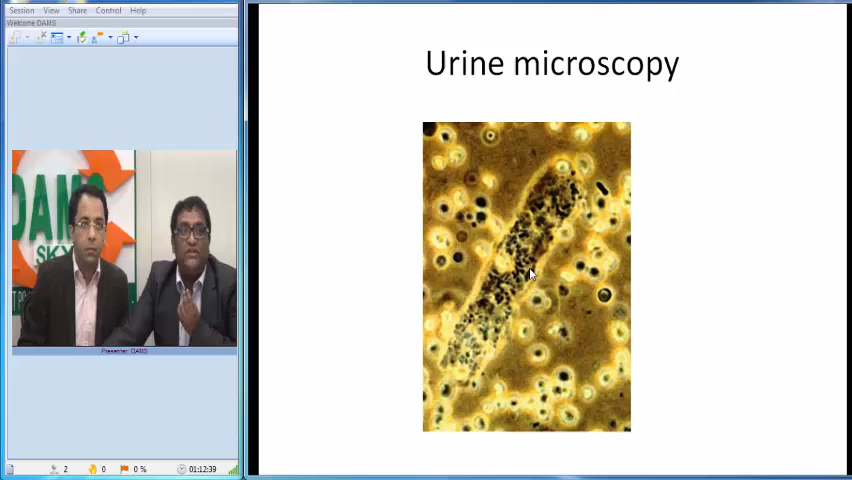 Session View Share Control Help
Welcome DAMS
Urine microscopy
DAMS
SKY
Presenter: DAMS
2 0 0 % 01:12:39